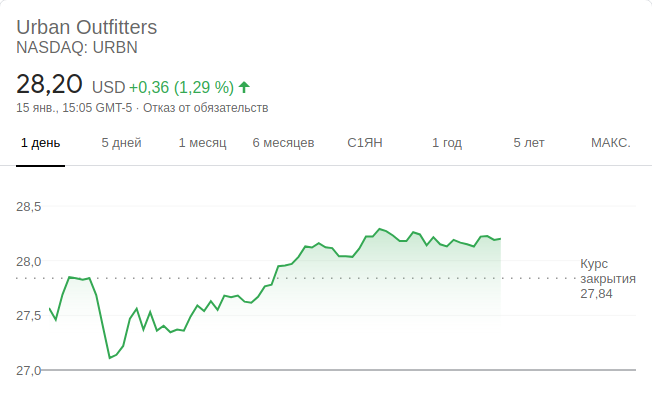 Urban Outfitters
NASDAQ: URBN
28,20 USD +0,36 (1,29 %)
15 янв., 15:05 GMT-5 · Отказ от обязательств
1 день 5 дней 1 месяц 6 месяцев С1ЯН 1 год 5 лет МАКС.
28,5
28,0
Курс
закрытия
27,84
27,5
27,0